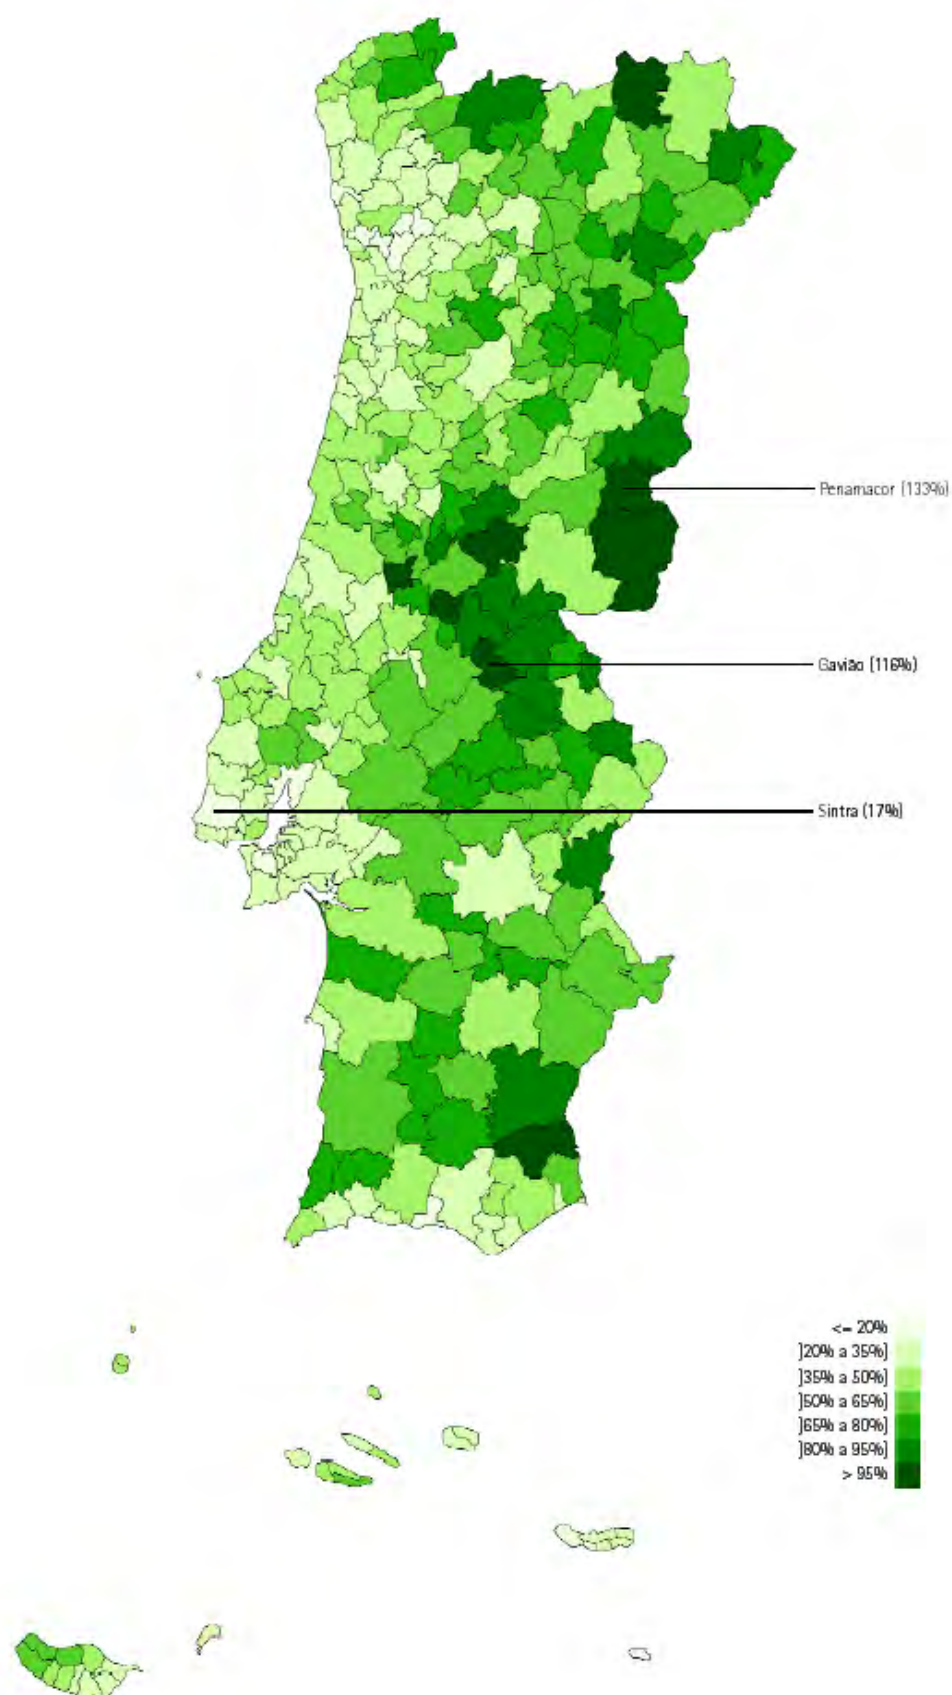 Penamacor (133%)
Gavião (116%)
Sintra (17%)
<= 20%
]20% a 35%]
]35% a 50%]
]50% a 65%]
]65% a 80%]
]80% a 95%]
> 95%